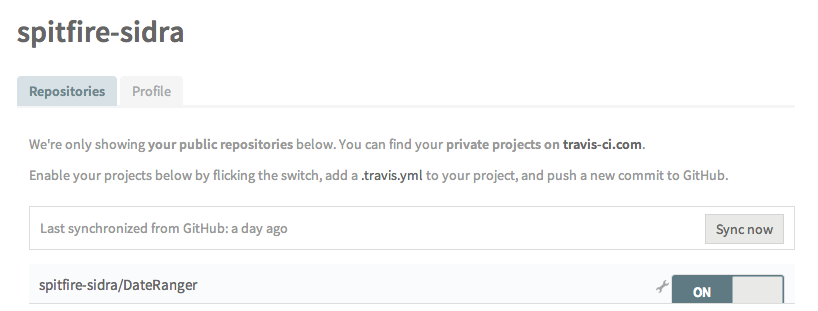 spitfire-sidra
Repositories Profile
We're only showing your public repositories below. You can find your private projects on travis-ci.com.
Enable your projects below by flicking the switch, add a .travis.yml to your project, and push a new commit to GitHub.
Last synchronized from GitHub: a day ago Sync now
spitfire-sidra/DateRanger ON